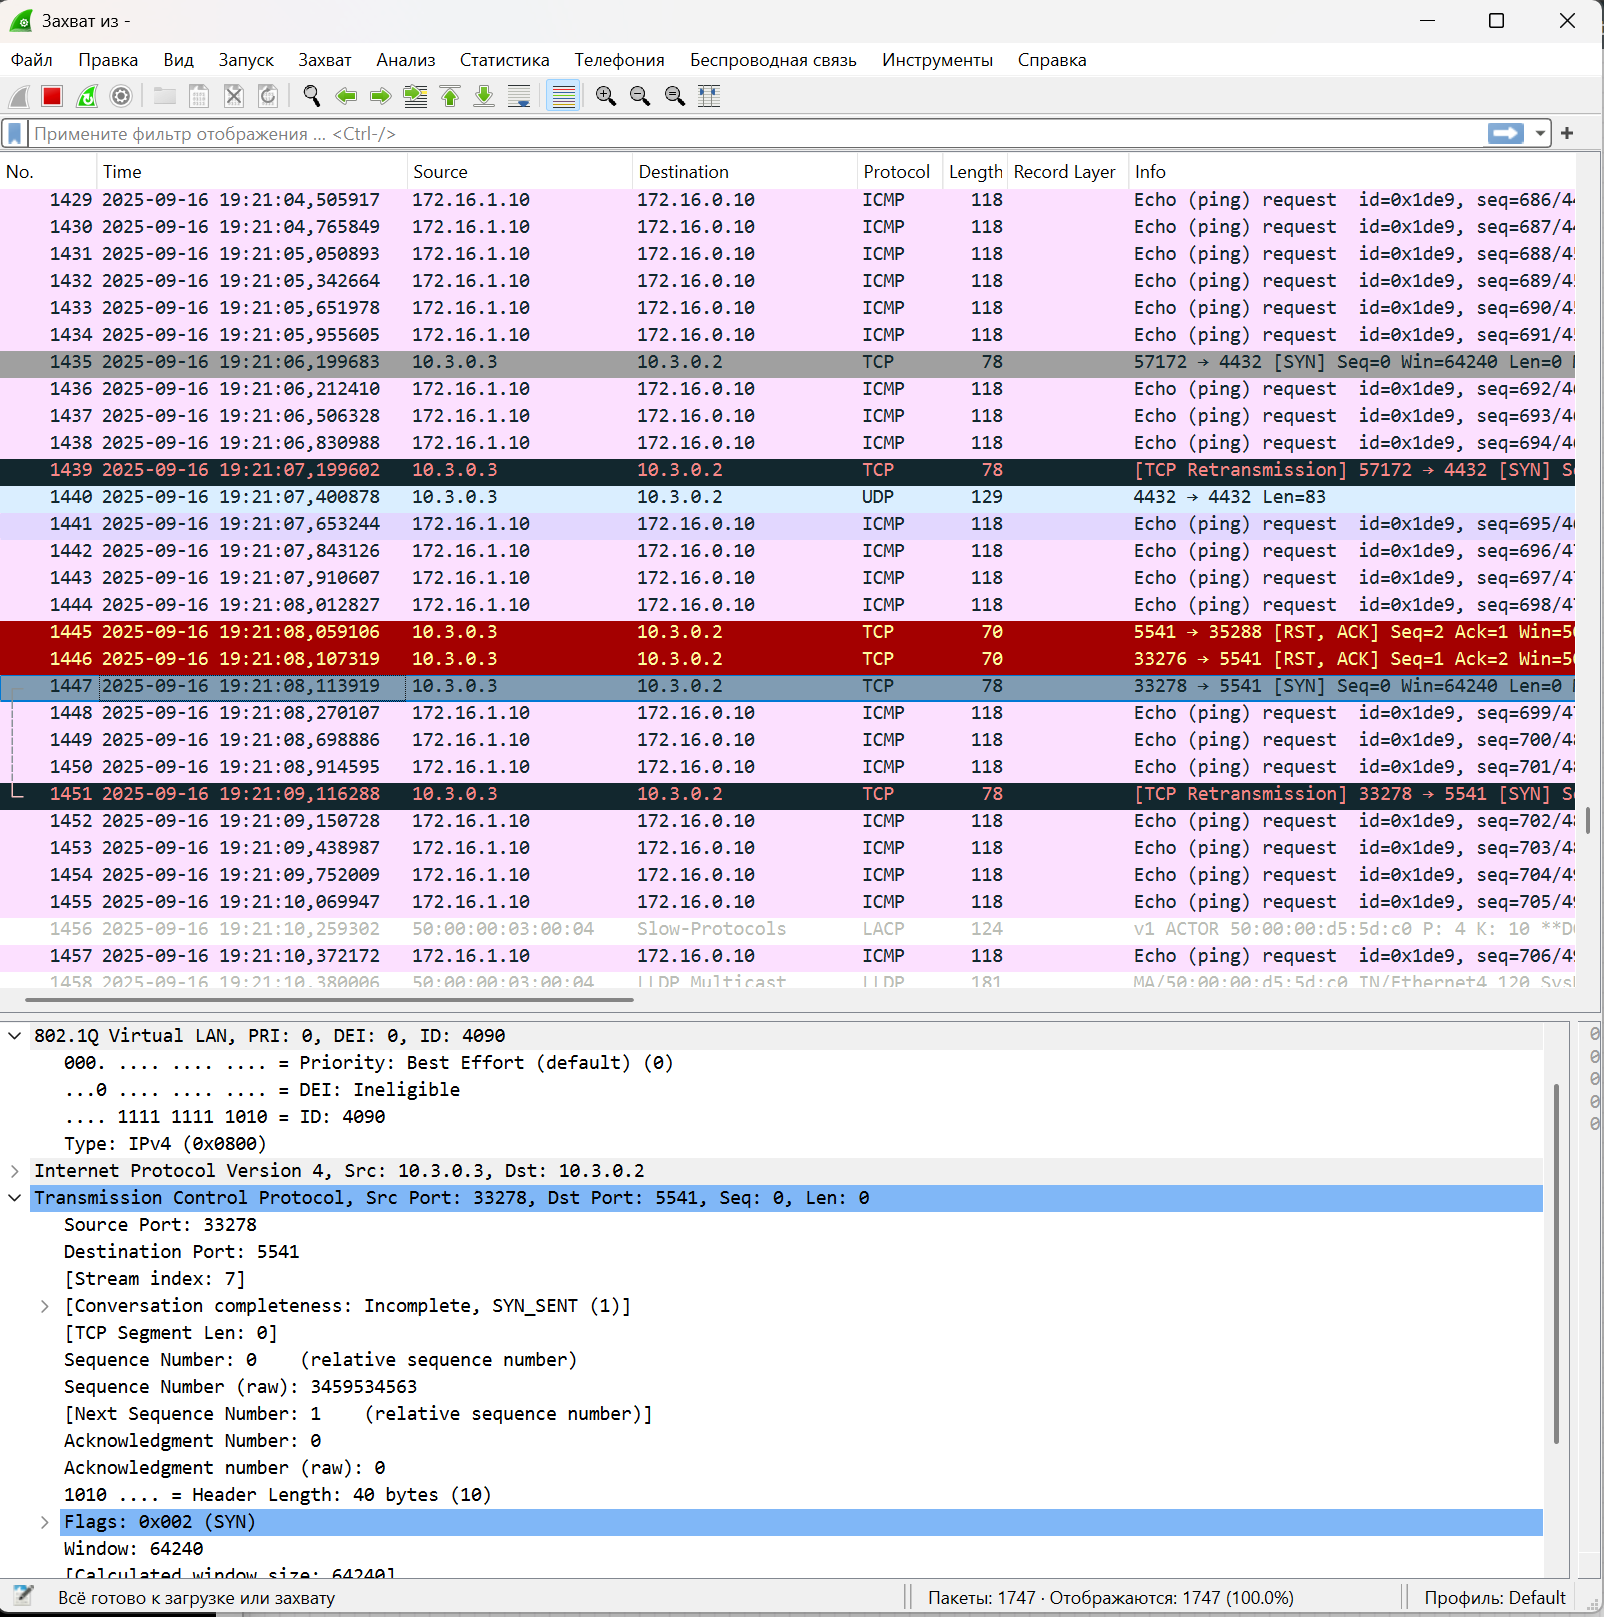 Захват из -
Файл Правка Вид Запуск Захват Анализ Статистика Телефония Беспроводная связь Инструменты Справка
Примените фильтр отображения ... <Ctrl-/>
No. Time Source Destination Protocol Length Record Layer Info
1429 2025-09-16 19:21:04,505917 172.16.1.10 172.16.0.10 ICMP 118 Echo (ping) request id=0x1de9, seq=686/4
1430 2025-09-16 19:21:04,765849 172.16.1.10 172.16.0.10 ICMP 118 Echo (ping) request id=0x1de9, seq=687/4
1431 2025-09-16 19:21:05,050893 172.16.1.10 172.16.0.10 ICMP 118 Echo (ping) request id=0x1de9, seq=688/4
1432 2025-09-16 19:21:05,342664 172.16.1.10 172.16.0.10 ICMP 118 Echo (ping) request id=0x1de9, seq=689/4
1433 2025-09-16 19:21:05,651978 172.16.1.10 172.16.0.10 ICMP 118 Echo (ping) request id=0x1de9, seq=690/4
1434 2025-09-16 19:21:05,955605 172.16.1.10 172.16.0.10 ICMP 118 Echo (ping) request id=0x1de9, seq=691/4
1435 2025-09-16 19:21:06,199683 10.3.0.3 10.3.0.2 TCP 78 57172 → 4432 [SYN] Seq=0 Win=64240 Len=0
1436 2025-09-16 19:21:06,212410 172.16.1.10 172.16.0.10 ICMP 118 Echo (ping) request id=0x1de9, seq=692/4
1437 2025-09-16 19:21:06,506328 172.16.1.10 172.16.0.10 ICMP 118 Echo (ping) request id=0x1de9, seq=693/4
1438 2025-09-16 19:21:06,830988 172.16.1.10 172.16.0.10 ICMP 118 Echo (ping) request id=0x1de9, seq=694/4
1439 2025-09-16 19:21:07,199602 10.3.0.3 10.3.0.2 TCP 78 [TCP Retransmission] 57172 → 4432 [SYN] S
1440 2025-09-16 19:21:07,400878 10.3.0.3 10.3.0.2 UDP 129 4432 → 4432 Len=83
1441 2025-09-16 19:21:07,653244 172.16.1.10 172.16.0.10 ICMP 118 Echo (ping) request id=0x1de9, seq=695/4
1442 2025-09-16 19:21:07,843126 172.16.1.10 172.16.0.10 ICMP 118 Echo (ping) request id=0x1de9, seq=696/4
1443 2025-09-16 19:21:07,910607 172.16.1.10 172.16.0.10 ICMP 118 Echo (ping) request id=0x1de9, seq=697/4
1444 2025-09-16 19:21:08,012827 172.16.1.10 172.16.0.10 ICMP 118 Echo (ping) request id=0x1de9, seq=698/4
1445 2025-09-16 19:21:08,059106 10.3.0.3 10.3.0.2 TCP 70 5541 → 35288 [RST, ACK] Seq=2 Ack=1 Win=5
1446 2025-09-16 19:21:08,107319 10.3.0.3 10.3.0.2 TCP 70 33276 → 5541 [RST, ACK] Seq=1 Ack=2 Win=5
1447 2025-09-16 19:21:08,113919 10.3.0.3 10.3.0.2 TCP 78 33278 → 5541 [SYN] Seq=0 Win=64240 Len=0
1448 2025-09-16 19:21:08,270107 172.16.1.10 172.16.0.10 ICMP 118 Echo (ping) request id=0x1de9, seq=699/4
1449 2025-09-16 19:21:08,698886 172.16.1.10 172.16.0.10 ICMP 118 Echo (ping) request id=0x1de9, seq=700/4
1450 2025-09-16 19:21:08,914595 172.16.1.10 172.16.0.10 ICMP 118 Echo (ping) request id=0x1de9, seq=701/4
1451 2025-09-16 19:21:09,116288 10.3.0.3 10.3.0.2 TCP 78 [TCP Retransmission] 33278 → 5541 [SYN] S
1452 2025-09-16 19:21:09,150728 172.16.1.10 172.16.0.10 ICMP 118 Echo (ping) request id=0x1de9, seq=702/4
1453 2025-09-16 19:21:09,438987 172.16.1.10 172.16.0.10 ICMP 118 Echo (ping) request id=0x1de9, seq=703/4
1454 2025-09-16 19:21:09,752009 172.16.1.10 172.16.0.10 ICMP 118 Echo (ping) request id=0x1de9, seq=704/4
1455 2025-09-16 19:21:10,069947 172.16.1.10 172.16.0.10 ICMP 118 Echo (ping) request id=0x1de9, seq=705/4
1456 2025-09-16 19:21:10,259302 50:00:00:03:00:04 Slow-Protocols LACP 124 v1 ACTOR 50:00:00:d5:5d:c0 P: 4 K: 10 **D
1457 2025-09-16 19:21:10,372172 172.16.1.10 172.16.0.10 ICMP 118 Echo (ping) request id=0x1de9, seq=706/4
1458 2025-09-16 19:21:10,380006 50:00:00:03:00:04 LLDP_Multicast LLDP 181 MA/50:00:00:d5:5d:c0 IN/Ethernet4 120 Sys
802.1Q Virtual LAN, PRI: 0, DEI: 0, ID: 4090
000. .... .... .... = Priority: Best Effort (default) (0)
...0 .... .... .... = DEI: Ineligible
.... 1111 1111 1010 = ID: 4090
Type: IPv4 (0x0800)
Internet Protocol Version 4, Src: 10.3.0.3, Dst: 10.3.0.2
Transmission Control Protocol, Src Port: 33278, Dst Port: 5541, Seq: 0, Len: 0
Source Port: 33278
Destination Port: 5541
[Stream index: 7]
[Conversation completeness: Incomplete, SYN_SENT (1)]
[TCP Segment Len: 0]
Sequence Number: 0 (relative sequence number)
Sequence Number (raw): 3459534563
[Next Sequence Number: 1 (relative sequence number)]
Acknowledgment Number: 0
Acknowledgment number (raw): 0
1010 .... = Header Length: 40 bytes (10)
Flags: 0x002 (SYN)
Window: 64240
[Calculated window size: 64240]
0
0
0
0
0
Всё готово к загрузке или захвату Пакеты: 1747 · Отображаются: 1747 (100.0%) Профиль: Default